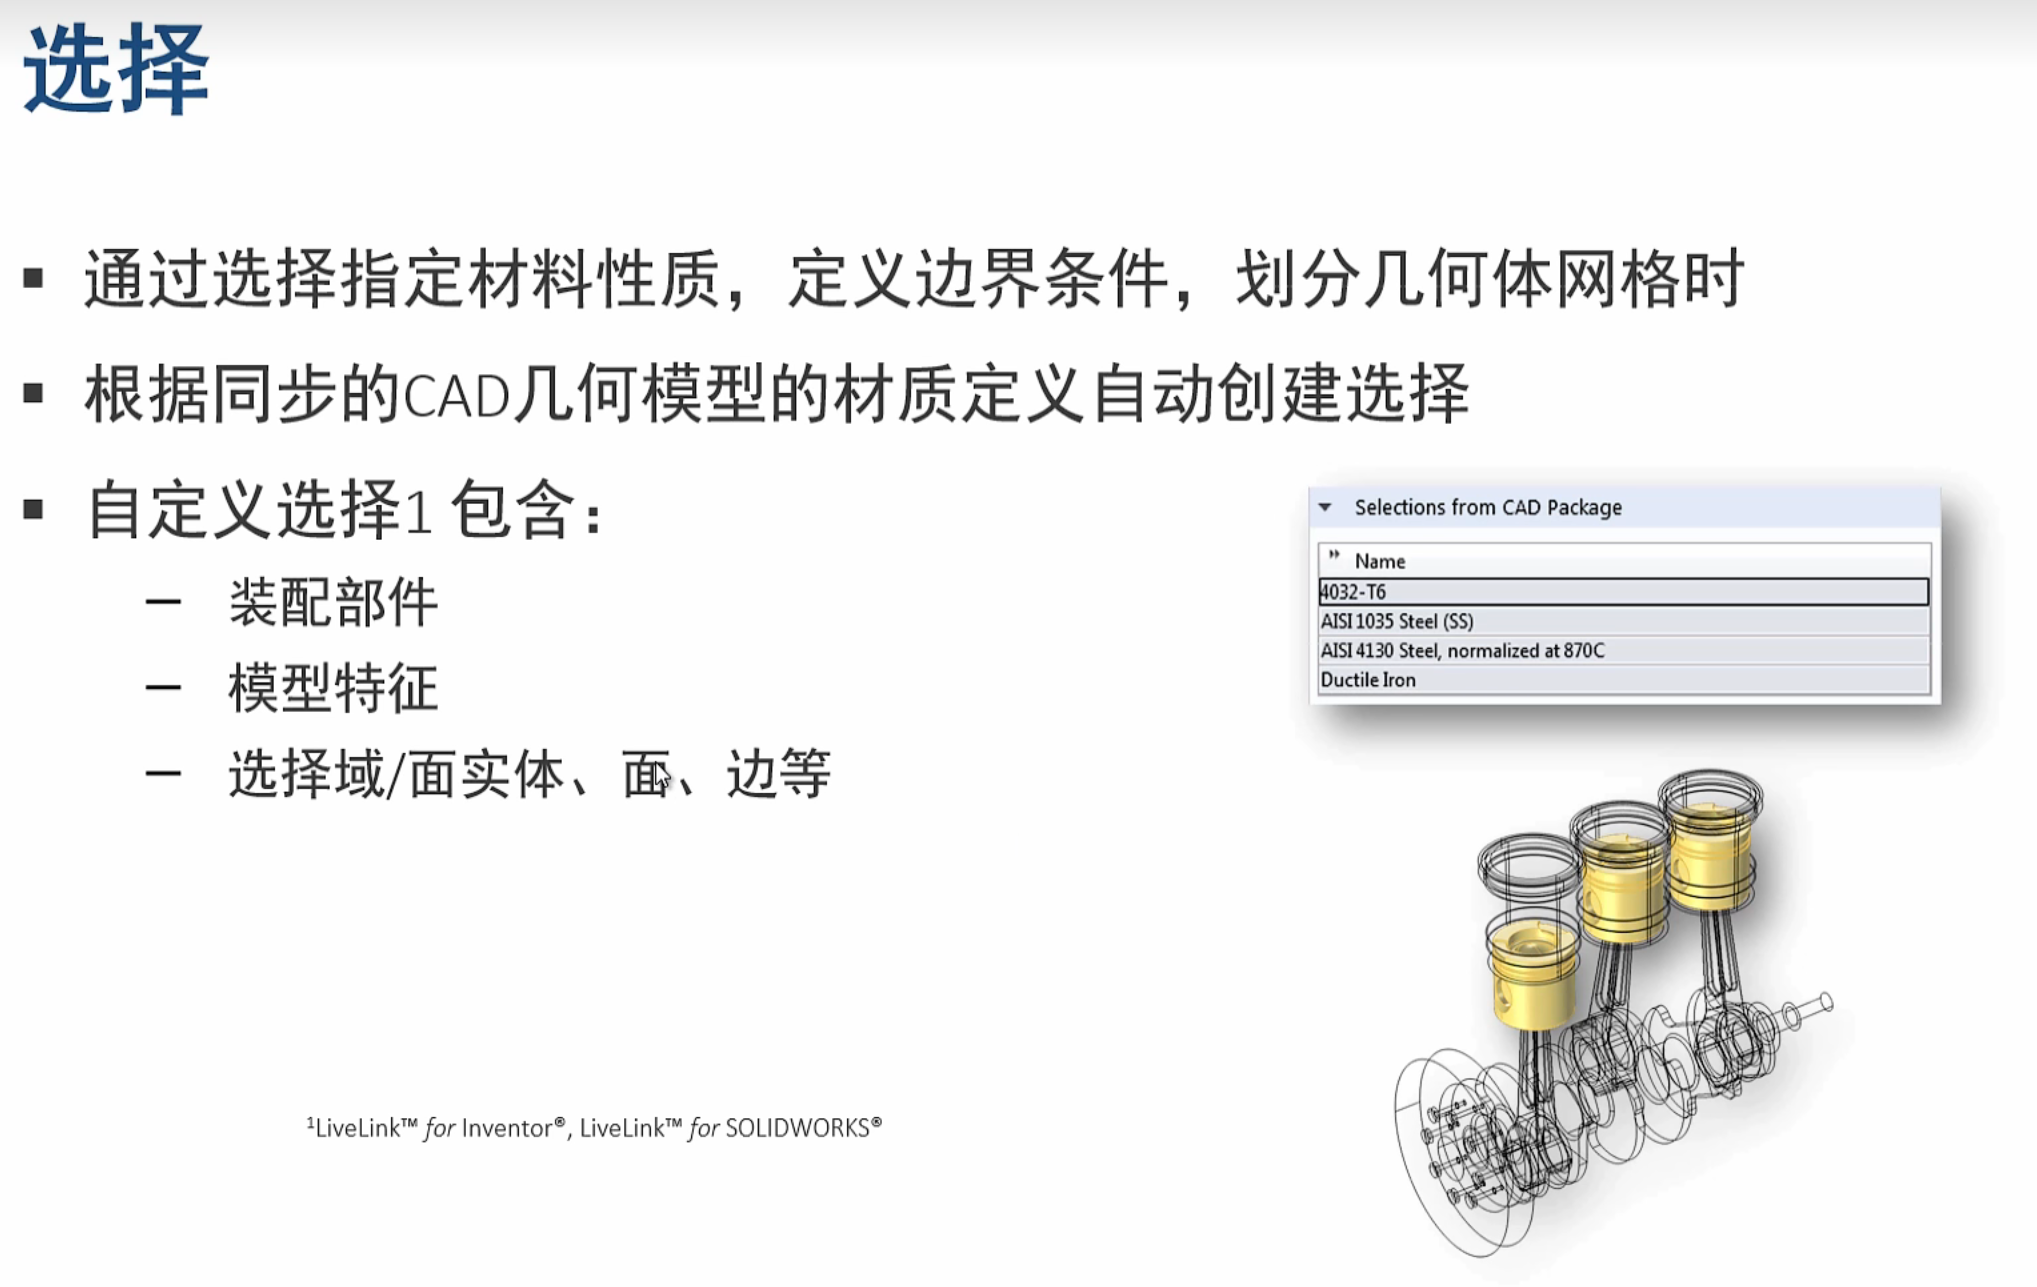 选择
▪ 通过选择指定材料性质，定义边界条件，划分几何体网格时
▪ 根据同步的CAD几何模型的材质定义自动创建选择
▪ 自定义选择1 包含：
– 装配部件
– 模型特征
– 选择域/面实体、面、边等
Selections from CAD Package
Name
4032-T6
AISI 1035 Steel (SS)
AISI 4130 Steel, normalized at 870C
Ductile Iron
¹LiveLink™ for Inventor®, LiveLink™ for SOLIDWORKS®